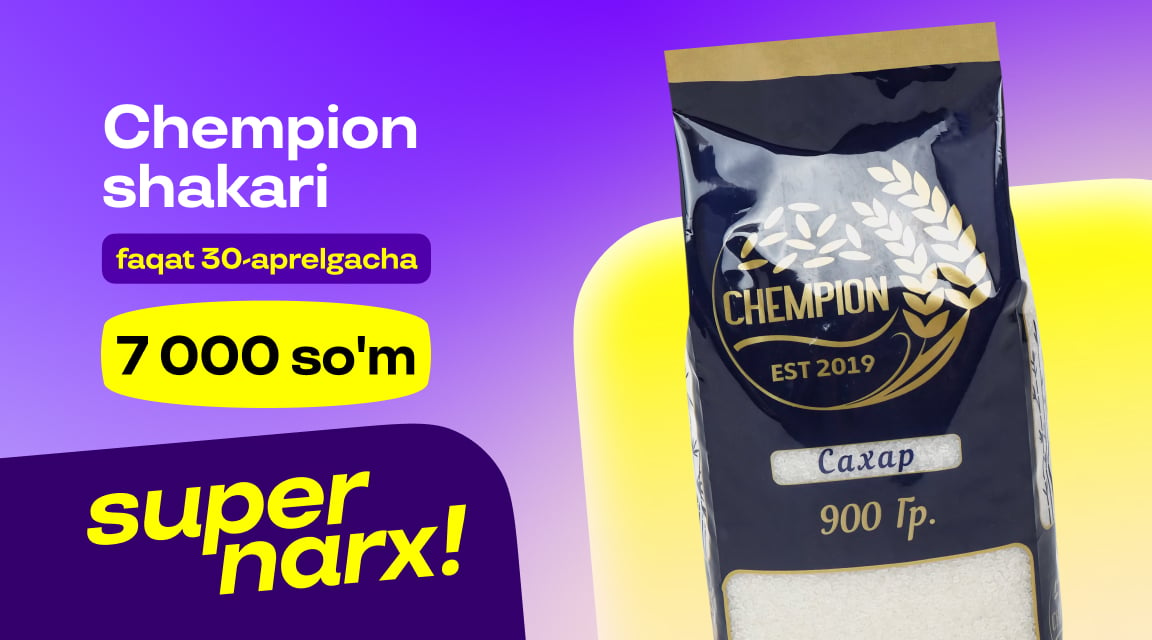 Chempion
shakari
faqat 30-aprelgacha
7 000 so'm
super
narx!
CHEMPION
EST 2019
Сахар
900 Гр.